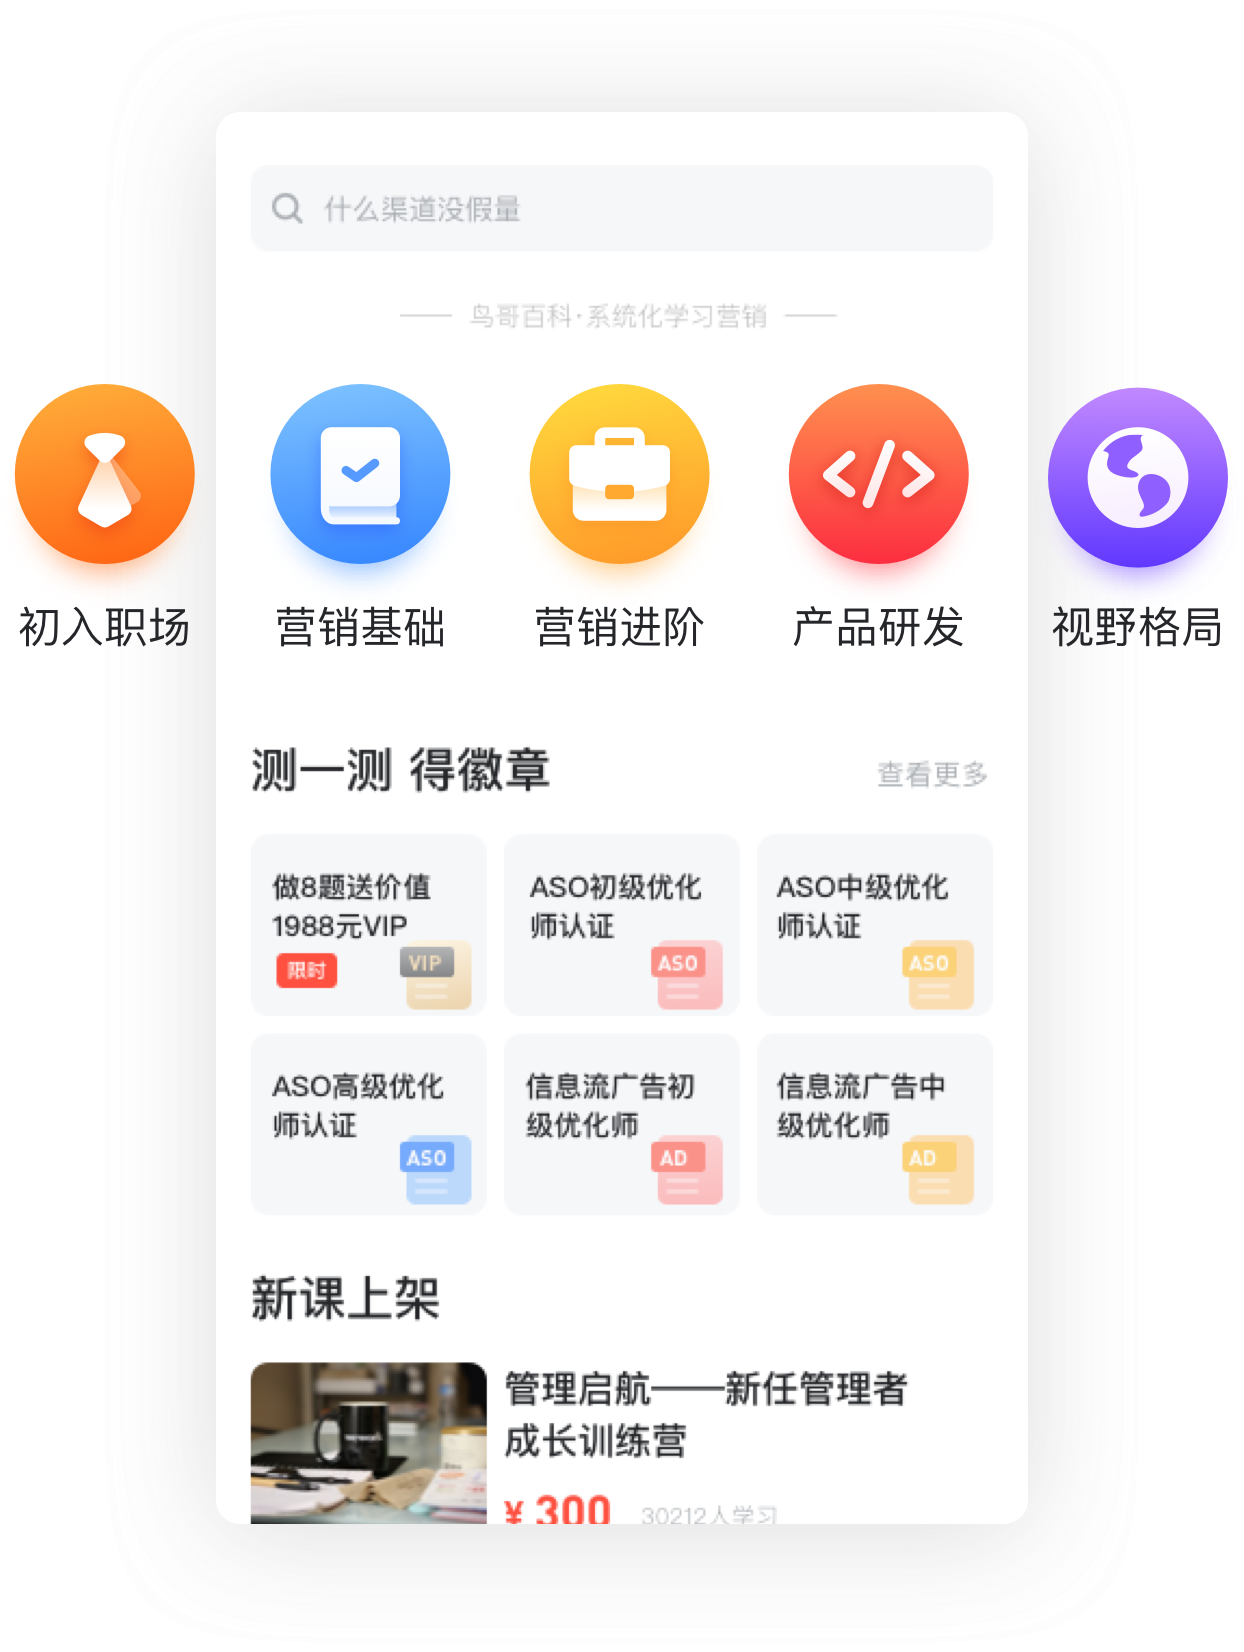 什么渠道没假量
鸟哥百科·系统化学习营销
初入职场
营销基础
营销进阶
产品研发
视野格局
测一测 得徽章
查看更多
做8题送价值
1988元VIP
限时
VIP
ASO初级优化
师认证
ASO
ASO中级优化
师认证
ASO
ASO高级优化
师认证
ASO
信息流广告初
级优化师
AD
信息流广告中
级优化师
AD
新课上架
管理启航——新任管理者
成长训练营
¥ 300
30212人学习